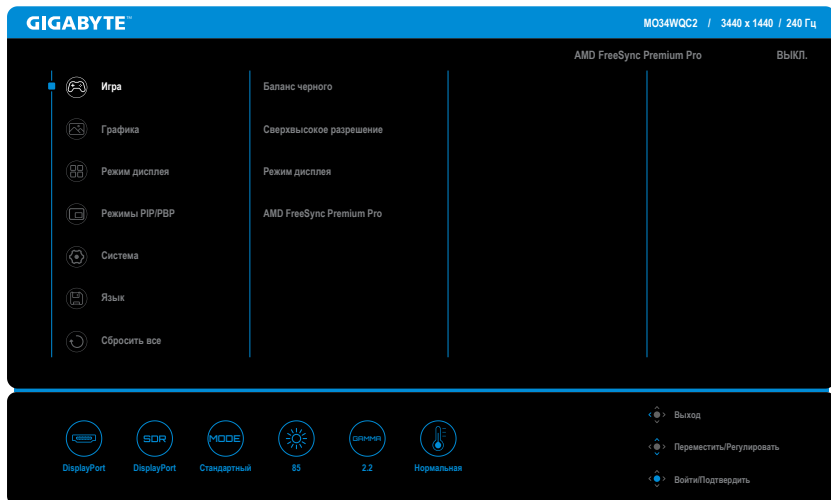 GIGABYTE™
MO34WQC2 / 3440 x 1440 / 240 Гц
AMD FreeSync Premium Pro ВЫКЛ.
Игра
Баланс черного
Графика
Сверхвысокое разрешение
Режим дисплея
Режим дисплея
Режимы PIP/PBP
AMD FreeSync Premium Pro
Система
Язык
Сбросить все
SDR
MODE
GAMMA
DisplayPort
DisplayPort
Стандартный
85
2.2
Нормальная
Выход
Переместить/Регулировать
Войти/Подтвердить